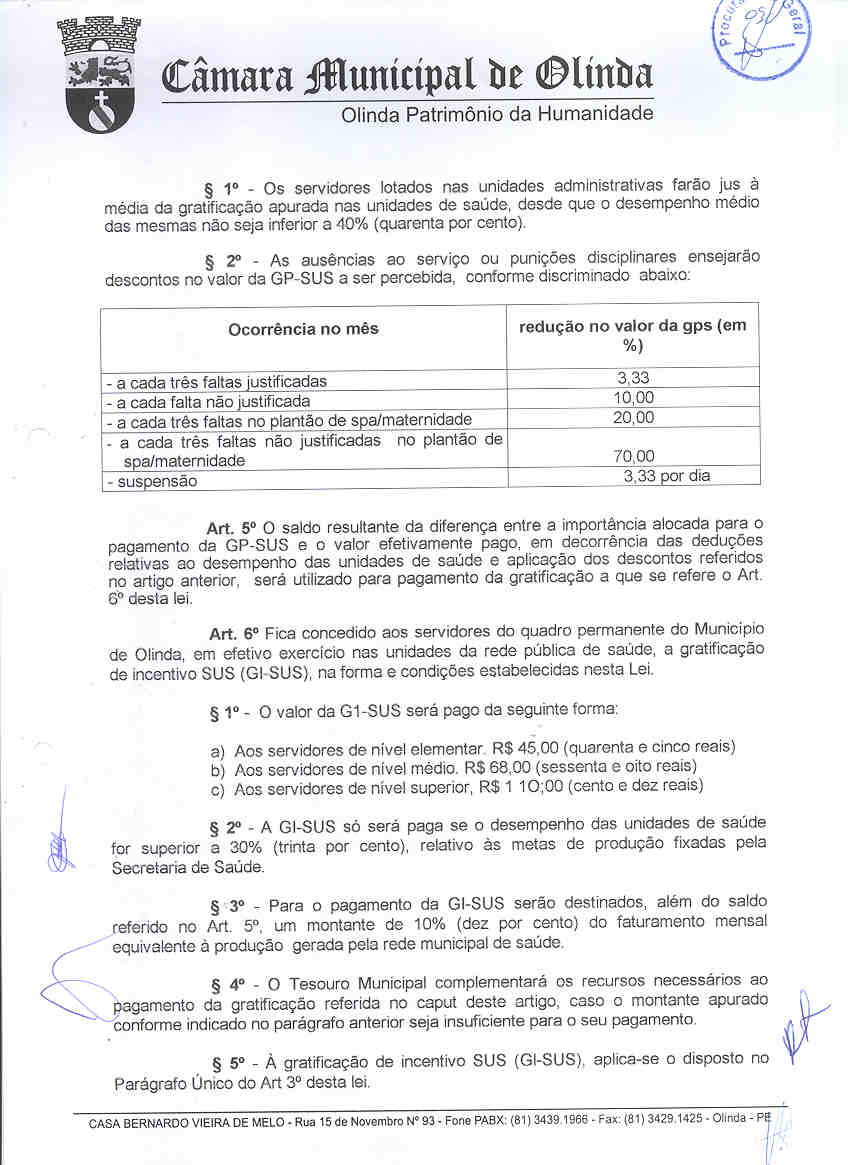 Procura Geral
Câmara Municipal de Olinda
Olinda Patrimônio da Humanidade
§ 1º - Os servidores lotados nas unidades administrativas farão jus à
média da gratificação apurada nas unidades de saúde, desde que o desempenho médio
das mesmas não seja inferior a 40% (quarenta por cento).
§ 2º - As ausências ao serviço ou punições disciplinares ensejarão
descontos no valor da GP-SUS a ser percebida, conforme discriminado abaixo:
Ocorrência no mês
redução no valor da gps (em
%)
- a cada três faltas justificadas 3,33
- a cada falta não justificada 10,00
- a cada três faltas no plantão de spa/maternidade 20,00
- a cada três faltas não justificadas no plantão de
spa/maternidade 70,00
- suspensão 3,33 por dia
Art. 5º O saldo resultante da diferença entre a importância alocada para o
pagamento da GP-SUS e o valor efetivamente pago, em decorrência das deduções
relativas ao desempenho das unidades de saúde e aplicação dos descontos referidos
no artigo anterior, será utilizado para pagamento da gratificação a que se refere o Art.
6º desta lei.
Art. 6º Fica concedido aos servidores do quadro permanente do Município
de Olinda, em efetivo exercício nas unidades da rede pública de saúde, a gratificação
de incentivo SUS (GI-SUS), na forma e condições estabelecidas nesta Lei.
§ 1º - O valor da G1-SUS será pago da seguinte forma:
a) Aos servidores de nível elementar. R$ 45,00 (quarenta e cinco reais)
b) Aos servidores de nível médio. R$ 68,00 (sessenta e oito reais)
c) Aos servidores de nível superior, R$ 1 1O;00 (cento e dez reais)
§ 2º - A GI-SUS só será paga se o desempenho das unidades de saúde
for superior a 30% (trinta por cento), relativo às metas de produção fixadas pela
Secretaria de Saúde.
§ 3º - Para o pagamento da GI-SUS serão destinados, além do saldo
referido no Art. 5º, um montante de 10% (dez por cento) do faturamento mensal
equivalente à produção gerada pela rede municipal de saúde.
§ 4º - O Tesouro Municipal complementará os recursos necessários ao
pagamento da gratificação referida no caput deste artigo, caso o montante apurado
conforme indicado no parágrafo anterior seja insuficiente para o seu pagamento.
§ 5º - À gratificação de incentivo SUS (GI-SUS), aplica-se o disposto no
Parágrafo Único do Art 3º desta lei.
CASA BERNARDO VIEIRA DE MELO - Rua 15 de Novembro Nº 93 - Fone PABX: (81) 3439.1966 - Fax: (81) 3429.1425 - Olinda - PE